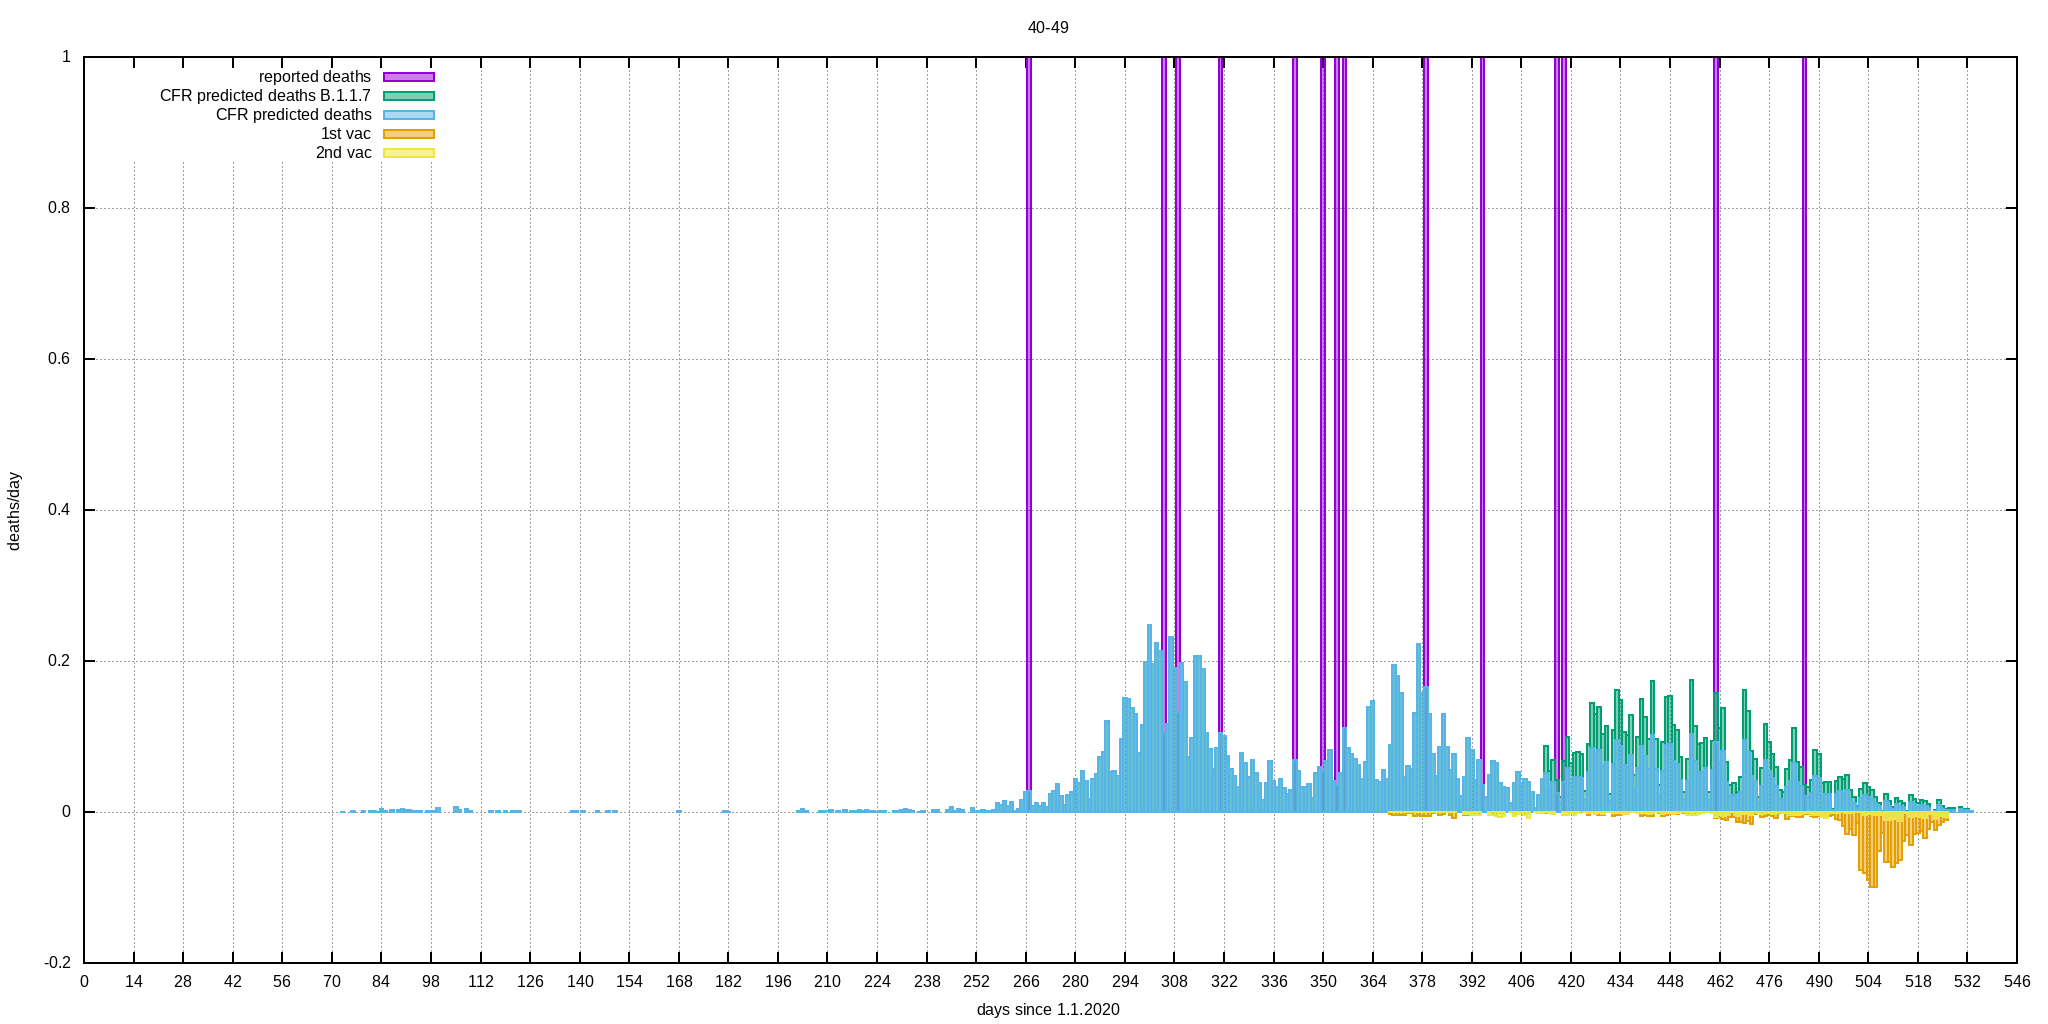 40-49
1
reported deaths
CFR predicted deaths B.1.1.7
CFR predicted deaths
1st vac
2nd vac
0.8
0.6
0.4
0.2
0
-0.2
deaths/day
0 14 28 42 56 70 84 98 112 126 140 154 168 182 196 210 224 238 252 266 280 294 308 322 336 350 364 378 392 406 420 434 448 462 476 490 504 518 532 546
days since 1.1.2020